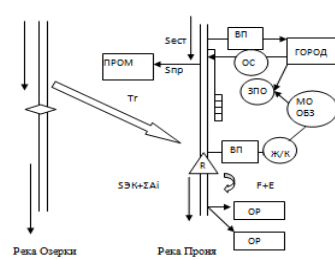 Sест
ВП
ГОРОД
ПРОМ
Sпр
ОС
ЗПО
Tr
МО
ОБЗ
ВП
Ж/К
R
SЭК+ΣAi
F+E
ОР
ОР
Река Озерки
Река Проня